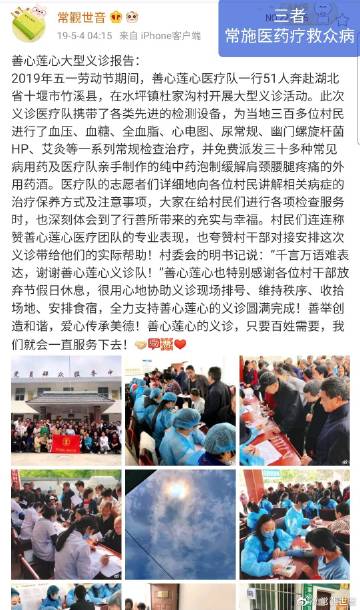 常觀世音
三者
常施医药疗救众病
19-5-4 04:15 来自 iPhone客户端
善心莲心大型义诊报告：
2019年五一劳动节期间，善心莲心医疗队一行51人奔赴湖北
省十堰市竹溪县，在水坪镇杜家沟村开展大型义诊活动。此次
义诊医疗队携带了各类先进的检测设备，为当地三百多位村民
进行了血压、血糖、全血脂、心电图、尿常规、幽门螺旋杆菌
HP、艾灸等一系列常规检查治疗，并免费派发三十多种常见
病用药及医疗队亲手制作的纯中药泡制缓解肩颈腰腿疼痛的外
用药酒。医疗队的志愿者们详细地向各位村民讲解相关病症的
治疗保养方式及注意事项，大家在给村民们进行各项检查服务
时，也深刻体会到了行善所带来的充实与幸福。村民们连连称
赞善心莲心医疗团队的专业表现，也夸赞村干部对接安排这次
义诊带给他们的实际帮助！村委会的明书记说：“千言万语难表
达，谢谢善心莲心义诊队！”善心莲心也特别感谢各位村干部放
弃节假日休息，很用心地协助义诊现场排号、维持秩序、收拾
场地、安排食宿，全力支持善心莲心的义诊圆满完成！善举创
造和谐，爱心传承美德！善心莲心的义诊，只要百姓需要，我
们就会一直服务下去！